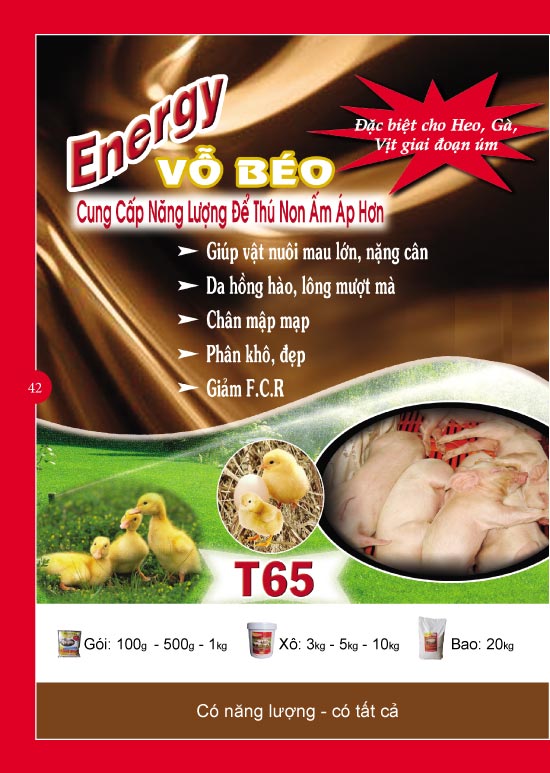 Energy
VỖ BÉO
Đặc biệt cho Heo, Gà,
Vịt giai đoạn úm
Cung Cấp Năng Lượng Để Thú Non Ấm Áp Hơn
➤ Giúp vật nuôi mau lớn, nặng cân
➤ Da hồng hào, lông mượt mà
➤ Chân mập mạp
➤ Phân khô, đẹp
➤ Giảm F.C.R
42
T65
Gói: 100g - 500g - 1kg
Xô: 3kg - 5kg - 10kg
Bao: 20kg
Có năng lượng - có tất cả